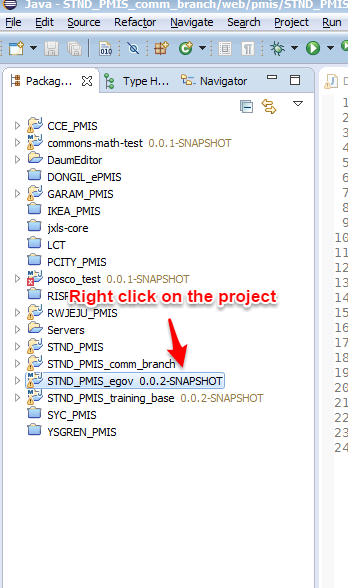 Java - STND_PMIS_comm_branch/web/pmis/STND_PMIS
File Edit Source Refactor Navigate Search Project Run
010
Packag... Type H... Navigator
CCE_PMIS
commons-math-test 0.0.1-SNAPSHOT
DaumEditor
DONGIL_ePMIS
GARAM_PMIS
IKEA_PMIS
jxls-core
LCT
PCITY_PMIS
posco_test 0.0.1-SNAPSHOT
Right click on the project
RWJEJU_PMIS
Servers
STND_PMIS
STND_PMIS_comm_branch
STND_PMIS_egov 0.0.2-SNAPSHOT
STND_PMIS_training_base 0.0.2-SNAPSHOT
SYC_PMIS
YSGREN_PMIS
1
2
3
4
5
6
7
8
9
10
11
12
13
14
15
16
17
18
19
20
21
22
23
24